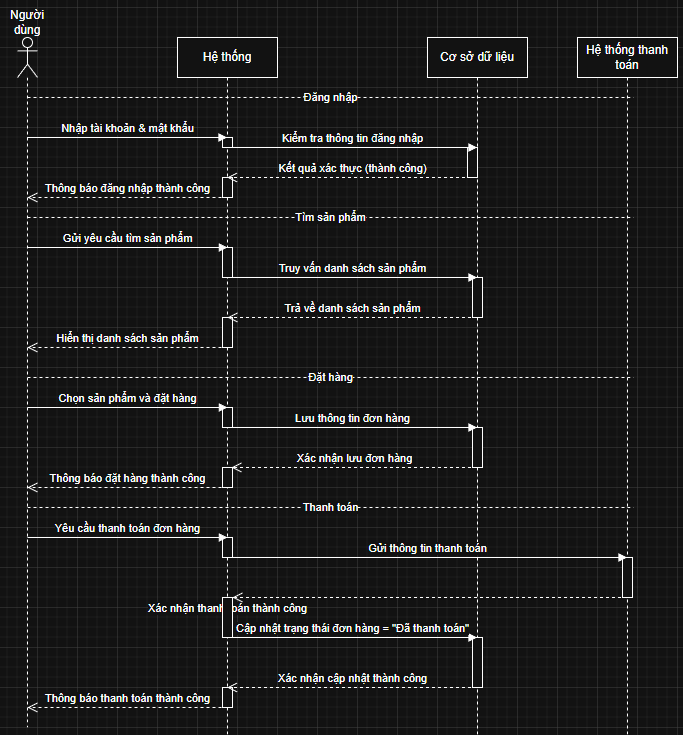 Người
dùng
Hệ thống
Cơ sở dữ liệu
Hệ thống thanh
toán
Đăng nhập
Nhập tài khoản & mật khẩu
Kiểm tra thông tin đăng nhập
Kết quả xác thực (thành công)
Thông báo đăng nhập thành công
Tìm sản phẩm
Gửi yêu cầu tìm sản phẩm
Truy vấn danh sách sản phẩm
Trả về danh sách sản phẩm
Hiển thị danh sách sản phẩm
Đặt hàng
Chọn sản phẩm và đặt hàng
Lưu thông tin đơn hàng
Xác nhận lưu đơn hàng
Thông báo đặt hàng thành công
Thanh toán
Yêu cầu thanh toán đơn hàng
Gửi thông tin thanh toán
Xác nhận thanh toán thành công
Cập nhật trạng thái đơn hàng = "Đã thanh toán"
Xác nhận cập nhật thành công
Thông báo thanh toán thành công